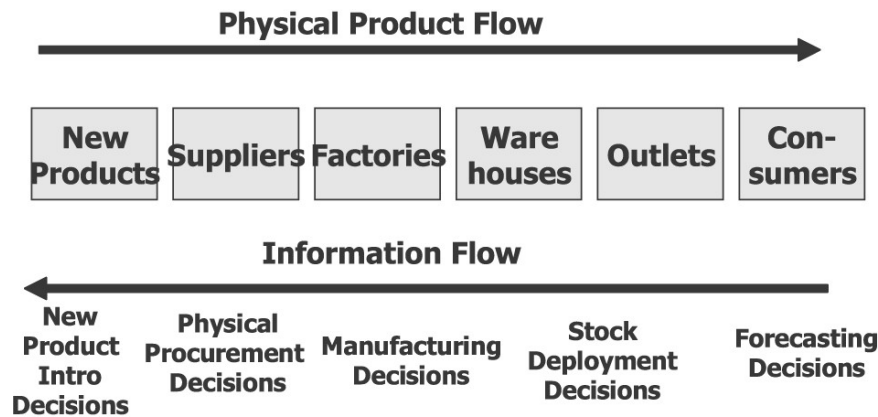 Physical Product Flow
New
Products
Suppliers
Factories
Ware
houses
Outlets
Con-
sumers
Information Flow
New
Product
Intro
Decisions
Physical
Procurement
Decisions
Manufacturing
Decisions
Stock
Deployment
Decisions
Forecasting
Decisions